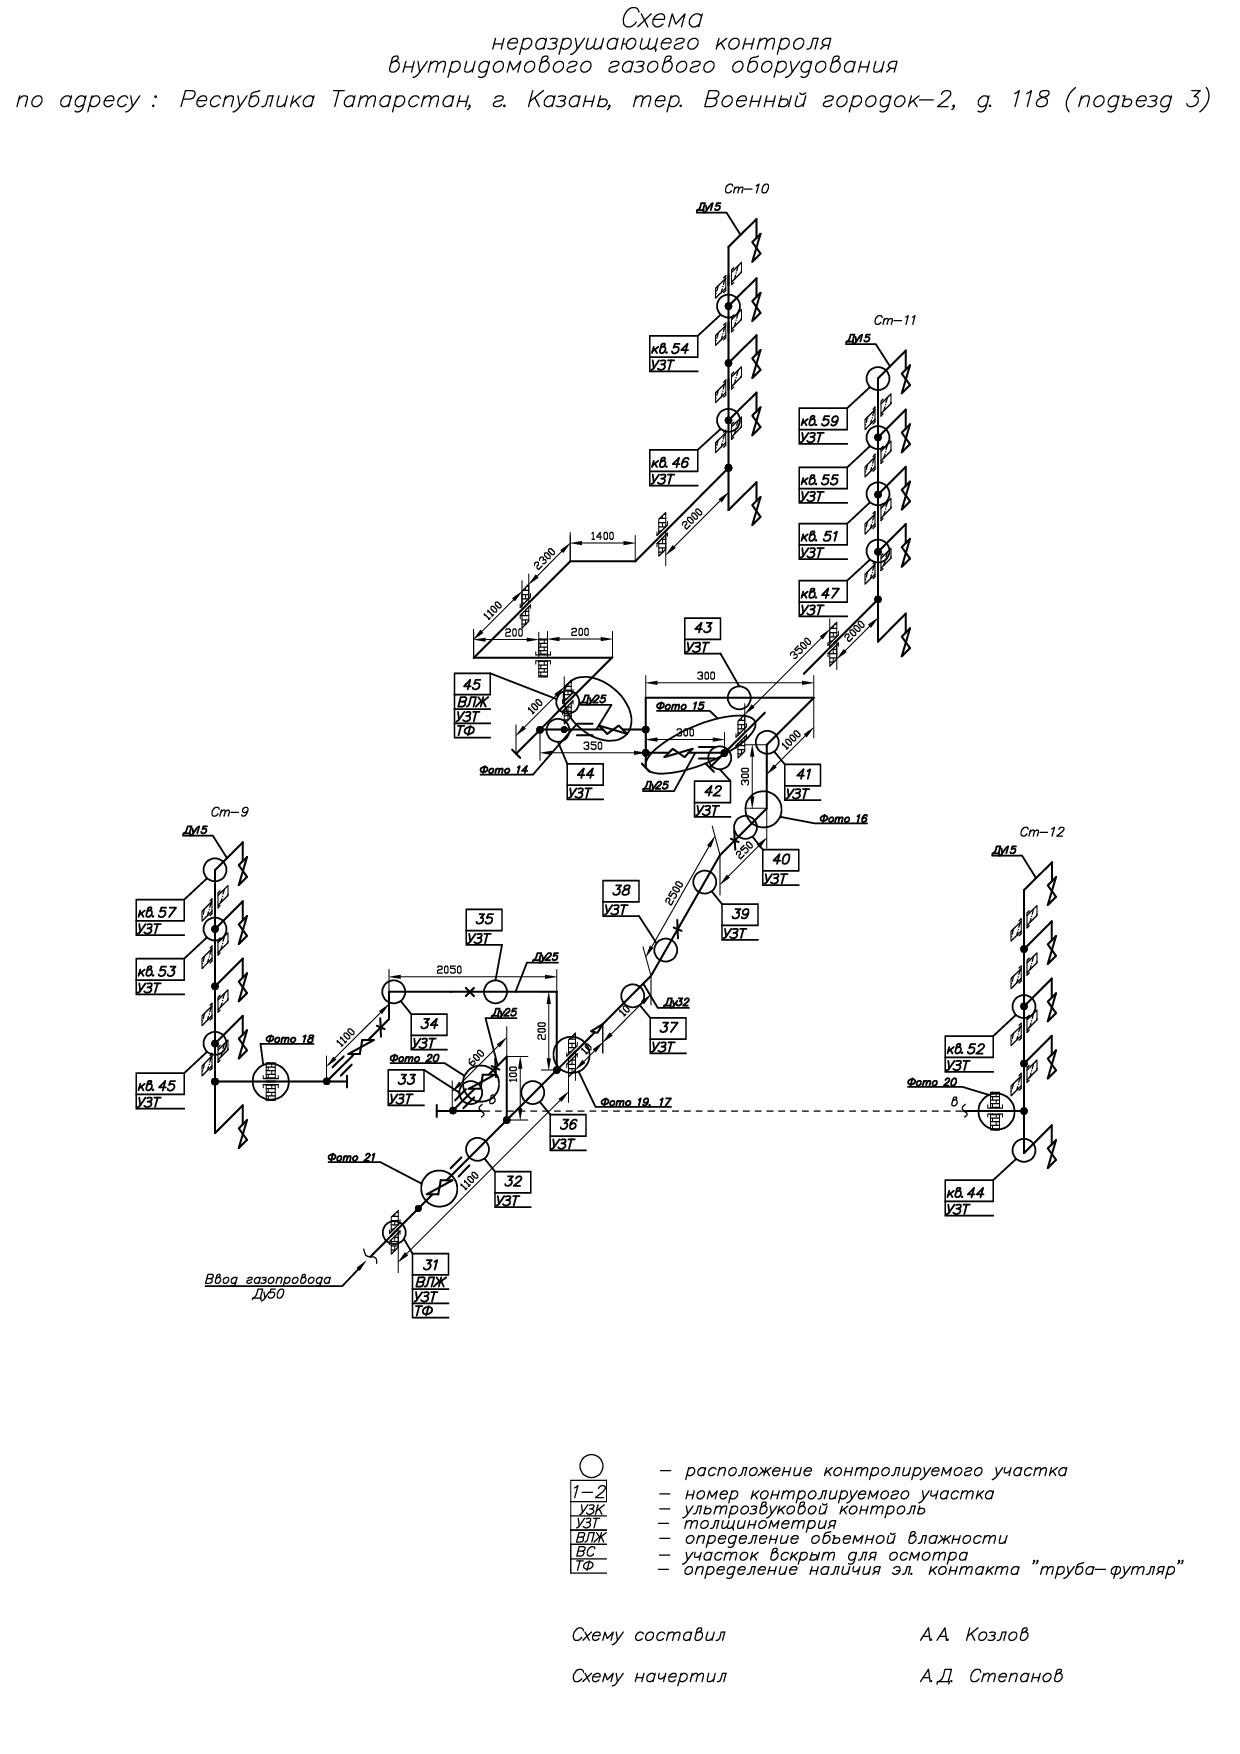 Схема
неразрушающего контроля
внутридомового газового оборудования
по адресу : Республика Татарстан, г. Казань, тер. Военный городок-2, д. 118 (подъезд 3)
Ст-10
Ду15
кв. 54
УЗТ
кв. 46
УЗТ
2000
1400
2300
1100
200
200
Ст-11
Ду15
кв. 59
УЗТ
кв. 55
УЗТ
кв. 51
УЗТ
кв. 47
УЗТ
2000
3500
43
УЗТ
300
45
ВЛЖ
УЗТ
ТФ
100
Ду25
Фото 15
300
350
1000
Фото 14
44
УЗТ
Ду25
42
УЗТ
300
41
УЗТ
Фото 16
250
40
УЗТ
Ст-9
Ду15
кв. 57
УЗТ
кв. 53
УЗТ
кв. 45
УЗТ
Фото 18
1100
2050
35
УЗТ
Ду25
34
УЗТ
200
38
УЗТ
2500
39
УЗТ
Ду32
37
УЗТ
10
10
Ду25
600
Фото 20
33
УЗТ
100
в
Фото 19, 17
36
УЗТ
Фото 21
32
УЗТ
1100
31
ВЛЖ
УЗТ
ТФ
Ввод газопровода
Ду50
Ст-12
Ду15
кв. 52
УЗТ
Фото 20
в
кв. 44
УЗТ
- расположение контролируемого участка
1-2 - номер контролируемого участка
УЗК - ультрозвуковой контроль
УЗТ - толщинометрия
ВЛЖ - определение объемной влажности
ВС - участок вскрыт для осмотра
ТФ - определение наличия эл. контакта "труба-футляр"
Схему составил А.А. Козлов
Схему начертил А.Д. Степанов